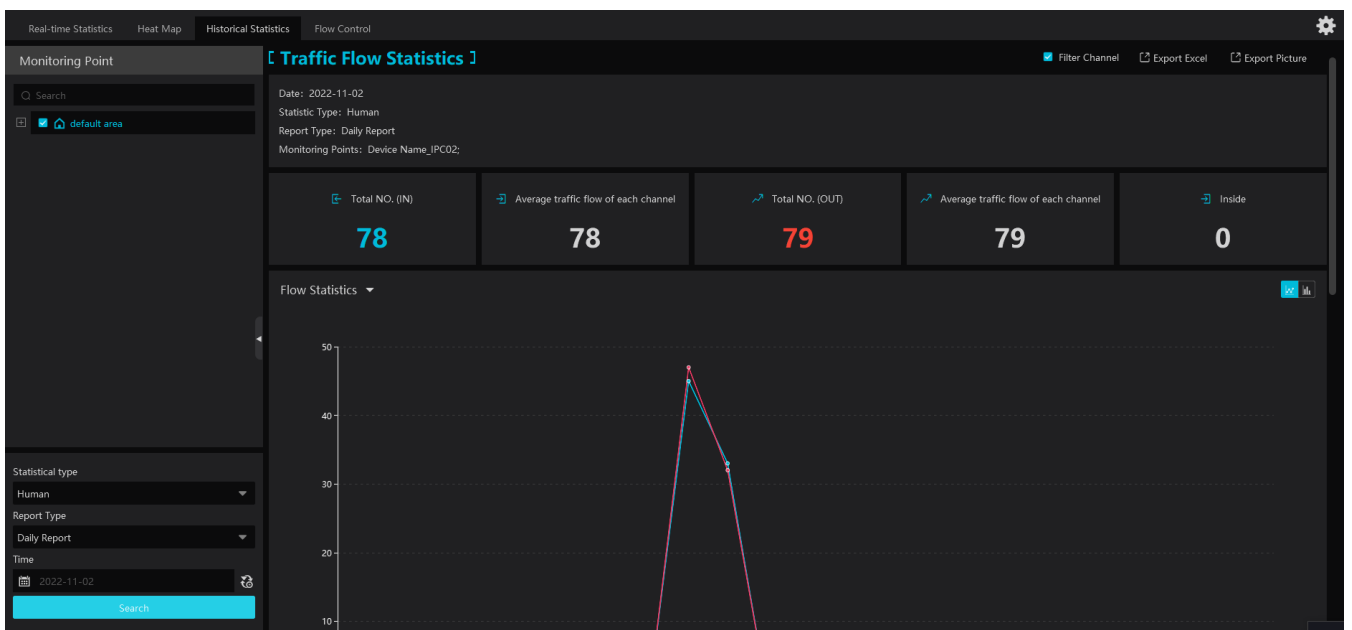 Real-time Statistics Heat Map Historical Statistics Flow Control
Monitoring Point
Search
default area
Statistical type
Human
Report Type
Daily Report
Time
2022-11-02
Search
[ Traffic Flow Statistics ]
Filter Channel Export Excel Export Picture
Date: 2022-11-02
Statistic Type: Human
Report Type: Daily Report
Monitoring Points: Device Name_IPC02;
Total NO. (IN) Average traffic flow of each channel Total NO. (OUT) Average traffic flow of each channel Inside
78 78 79 79 0
Flow Statistics
50
40
30
20
10